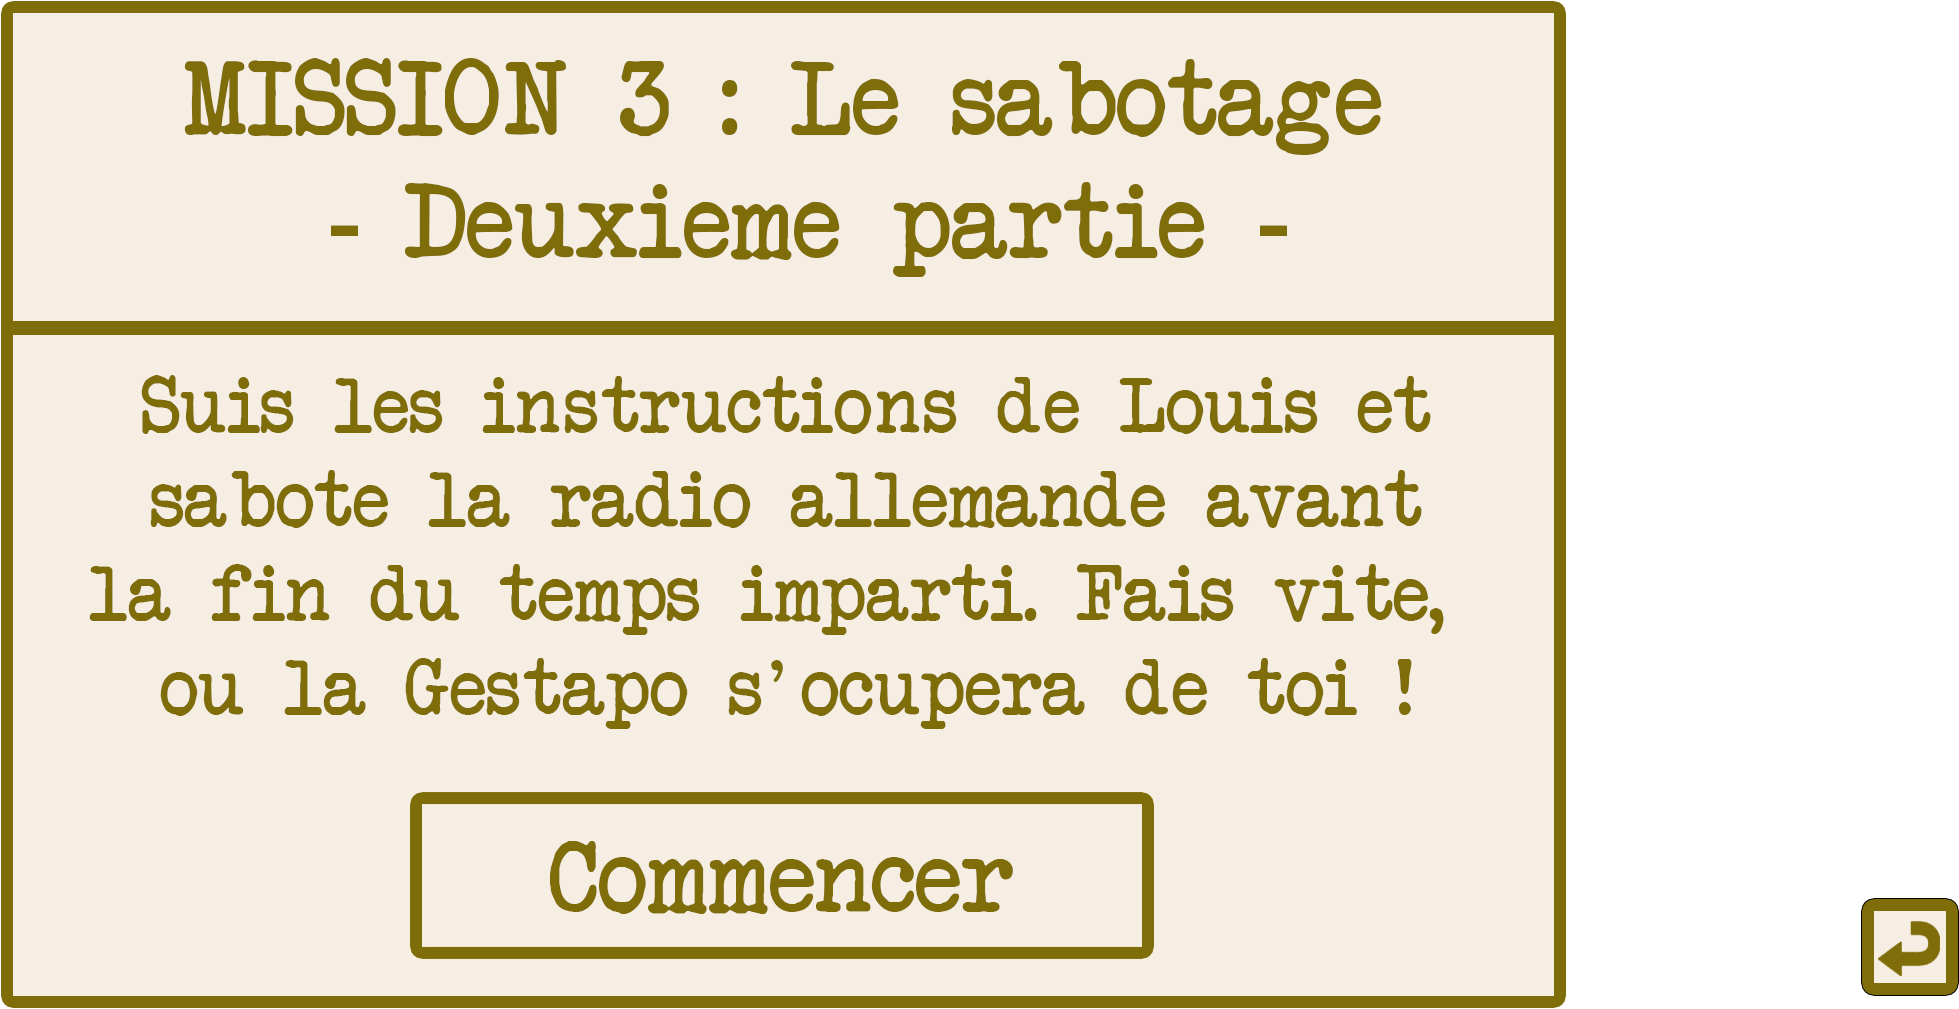 MISSION 3 : Le sabotage
- Deuxieme partie -
Suis les instructions de Louis et
sabote la radio allemande avant
la fin du temps imparti. Fais vite,
ou la Gestapo s'ocupera de toi !
Commencer